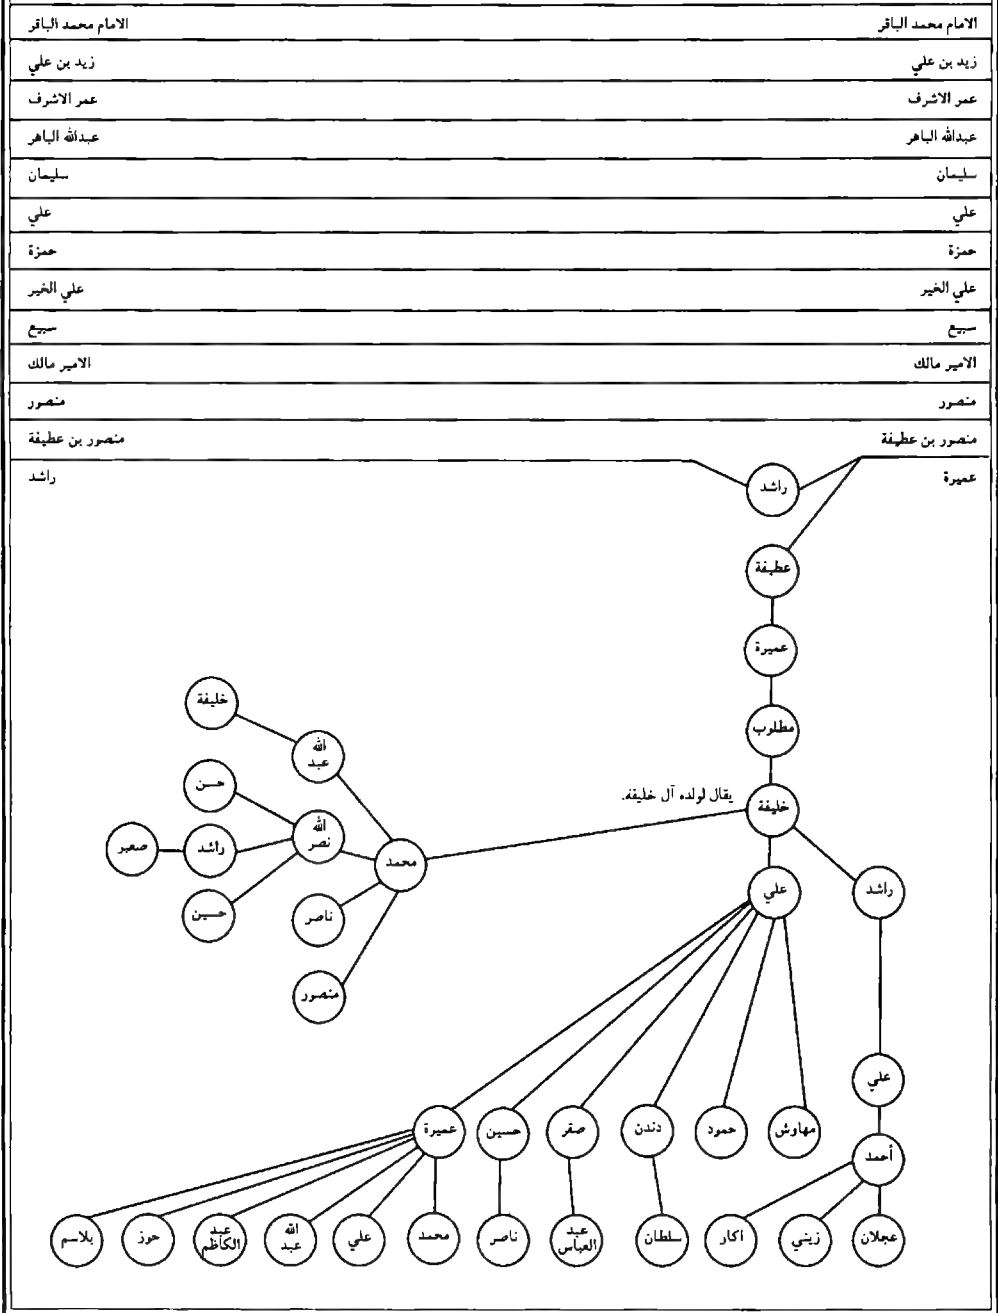 الامام محمد الباقر
الامام محمد الباقر
زيد بن علي
زيد بن علي
عمر الاشرف
عمر الاشرف
عبدالله الباهر
عبدالله الباهر
سليمان
سليمان
علي
علي
حمزة
حمزة
علي الخير
علي الخير
سبيع
سبيع
الامير مالك
الامير مالك
منصور
منصور
منصور بن عطيفة
منصور بن عطيفة
عميرة
راشد
راشد
عطيفة
عميرة
مطلوب
خليفة
يقال لولده آل خليفه.
خليفة
الله
عبد
حسن
الله
نصر
راشد
صعبر
محمد
حسين
ناصر
منصور
علي
راشد
علي
مهاوش
حمود
دندن
صقر
حسين
عميرة
أحمد
عجلان
زيني
اكار
سلطان
عبد
العباس
ناصر
محمد
علي
الله
عبد
عبد
الكاظم
حرز
بلاسم